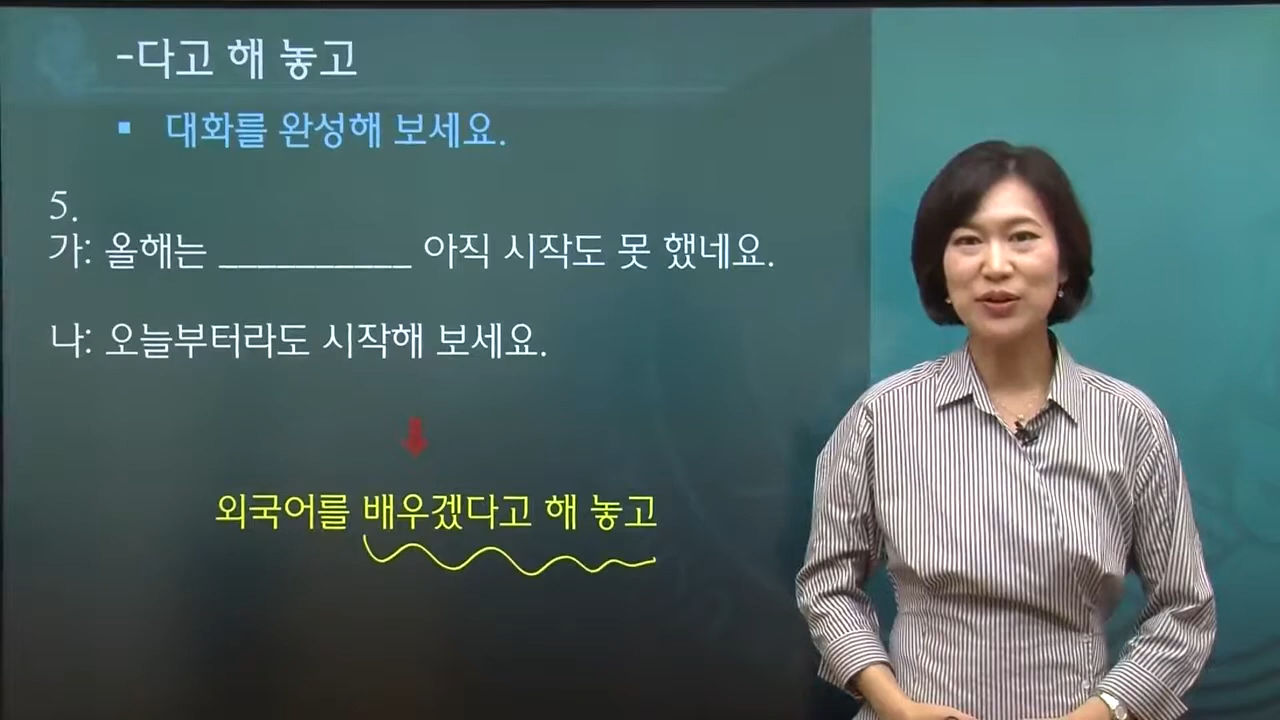 -다고 해 놓고
▪ 대화를 완성해 보세요.
5.
가: 올해는 __________ 아직 시작도 못 했네요.
나: 오늘부터라도 시작해 보세요.
외국어를 배우겠다고 해 놓고